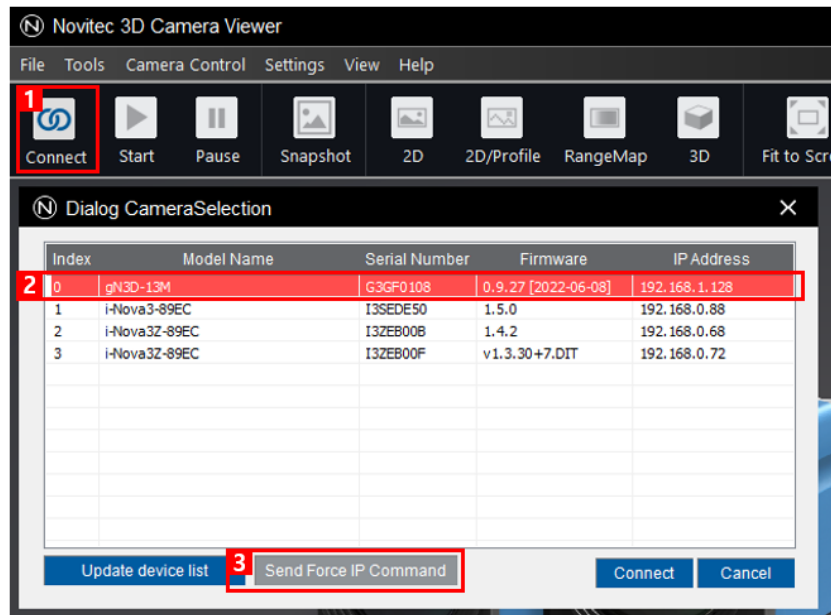 Novitec 3D Camera Viewer
File Tools Camera Control Settings View Help
1
Connect Start Pause Snapshot 2D 2D/Profile RangeMap 3D Fit to Scr
Dialog CameraSelection
Index Model Name Serial Number Firmware IP Address
2 0 gN3D-13M G3GF0108 0.9.27 [2022-06-08] 192.168.1.128
1 i-Nova3-89EC I3SEDE50 1.5.0 192.168.0.88
2 i-Nova3Z-89EC I3ZEB00B 1.4.2 192.168.0.68
3 i-Nova3Z-89EC I3ZEB00F v1.3.30+7.DIT 192.168.0.72
Update device list 3 Send Force IP Command Connect Cancel